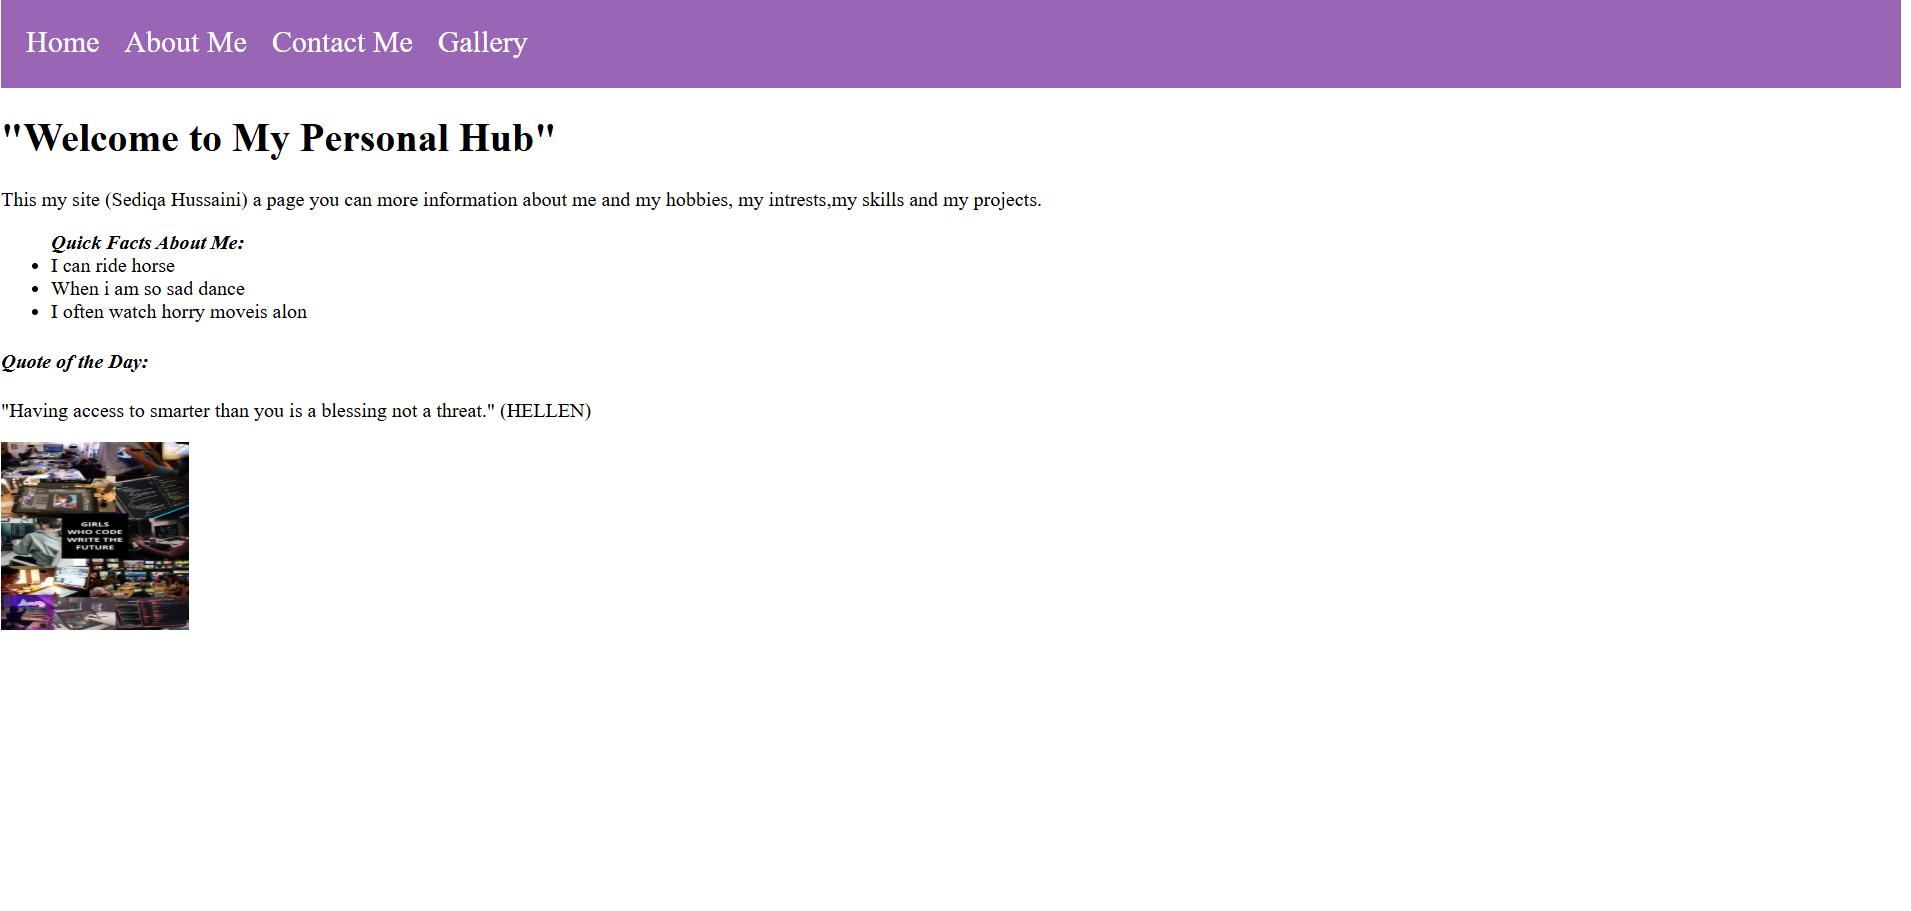 Home About Me Contact Me Gallery
"Welcome to My Personal Hub"
This my site (Sediqa Hussaini) a page you can more information about me and my hobbies, my intrests,my skills and my projects.
Quick Facts About Me:
• I can ride horse
• When i am so sad dance
• I often watch horry moveis alon
Quote of the Day:
"Having access to smarter than you is a blessing not a threat." (HELLEN)
GIRLS
WHO CODE
WRITE THE
FUTURE